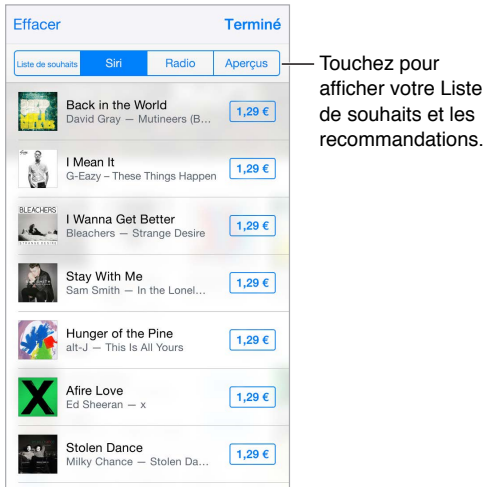 Effacer Terminé
Liste de souhaits Siri Radio Aperçus
Touchez pour
afficher votre Liste
de souhaits et les
recommandations.
Back in the World
David Gray — Mutineers (B... 1,29 €
I Mean It
G-Eazy – These Things Happen 1,29 €
BLEACHERS
STRANGE DESIRE
I Wanna Get Better
Bleachers — Strange Desire 1,29 €
Stay With Me
Sam Smith — In the Lonel... 1,29 €
Hunger of the Pine
alt-J — This Is All Yours 1,29 €
Afire Love
Ed Sheeran — x 1,29 €
Stolen Dance
Milky Chance — Stolen Da... 1,29 €